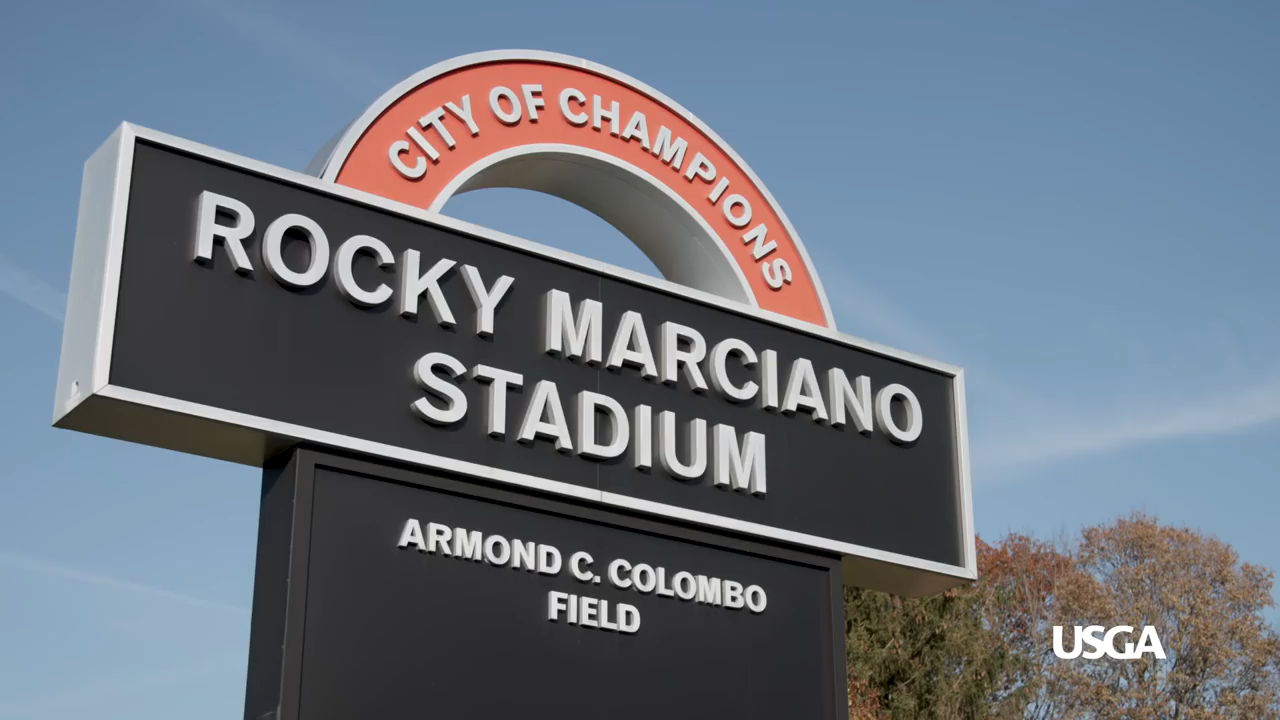 CITY OF CHAMPIONS
ROCKY MARCIANO
STADIUM
ARMOND C. COLOMBO
FIELD
USGA